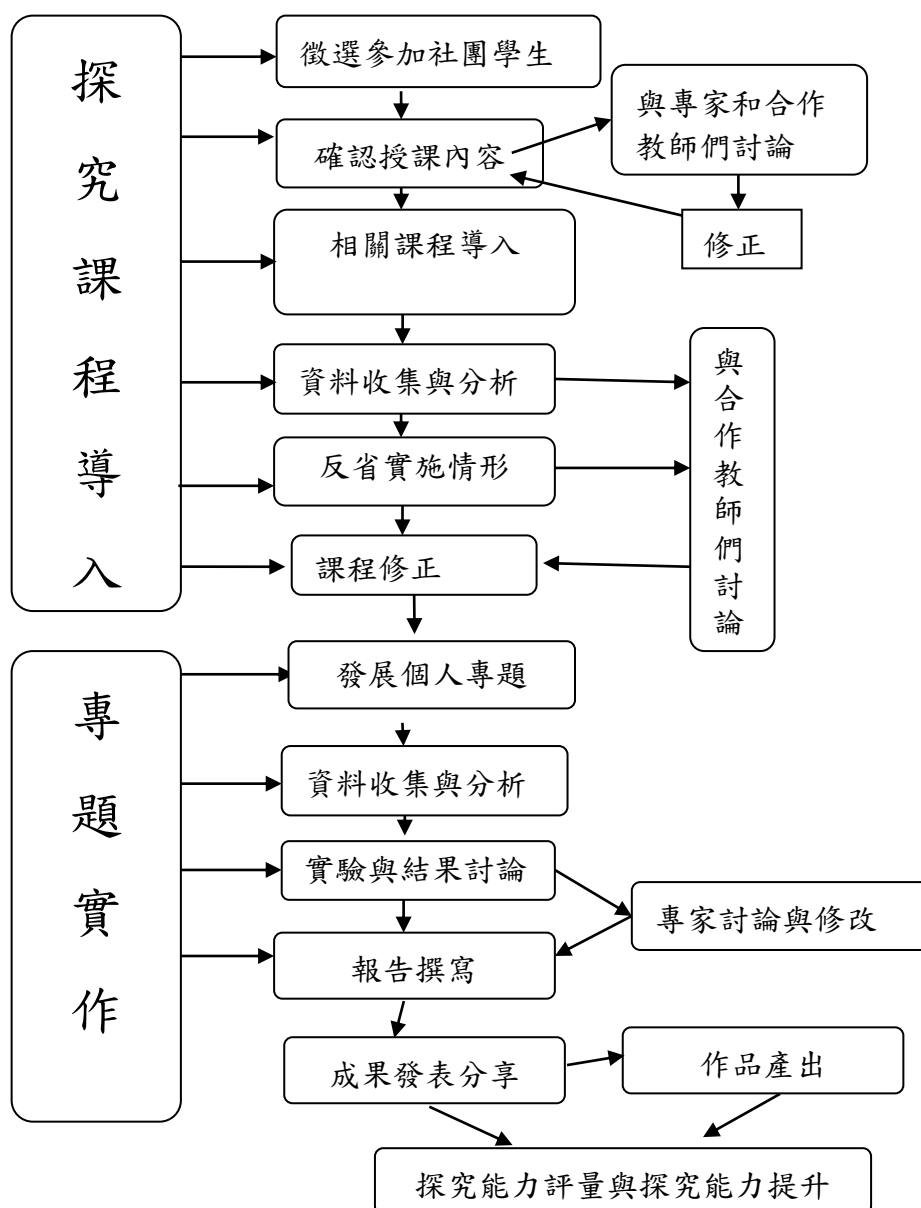 探究課程導入
徵選參加社團學生
確認授課內容
與專家和合作
教師們討論
修正
相關課程導入
資料收集與分析
反省實施情形
課程修正
與合作教師們討論
專題實作
發展個人專題
資料收集與分析
實驗與結果討論
專家討論與修改
報告撰寫
成果發表分享
作品產出
探究能力評量與探究能力提升